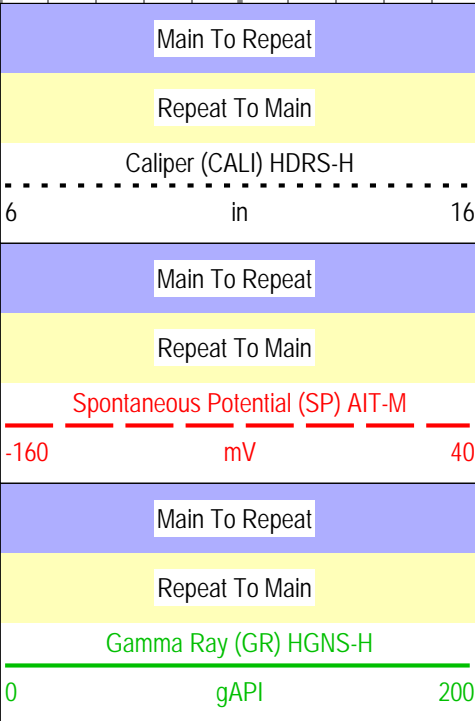 Main To Repeat
Repeat To Main
Caliper (CALI) HDRS-H
6 in 16
Main To Repeat
Repeat To Main
Spontaneous Potential (SP) AIT-M
-160 mV 40
Main To Repeat
Repeat To Main
Gamma Ray (GR) HGNS-H
0 gAPI 200